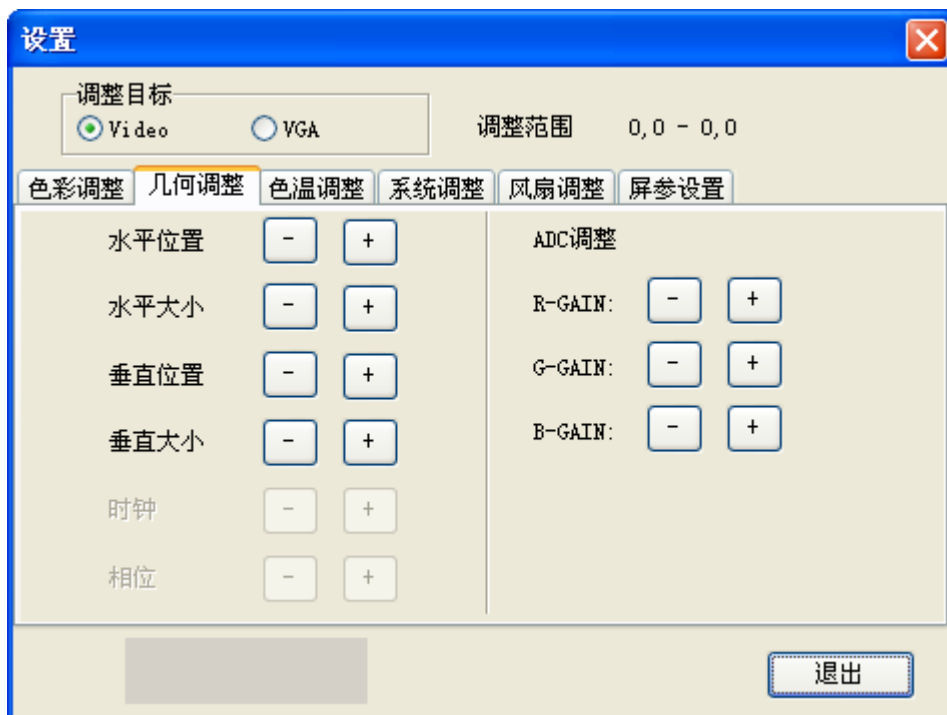 设置
调整目标
Video VGA 调整范围 0,0 - 0,0
色彩调整 几何调整 色温调整 系统调整 风扇调整 屏参设置
水平位置 - + ADC调整
水平大小 - + R-GAIN: - +
垂直位置 - + G-GAIN: - +
垂直大小 - + B-GAIN: - +
时钟 - +
相位 - +
退出